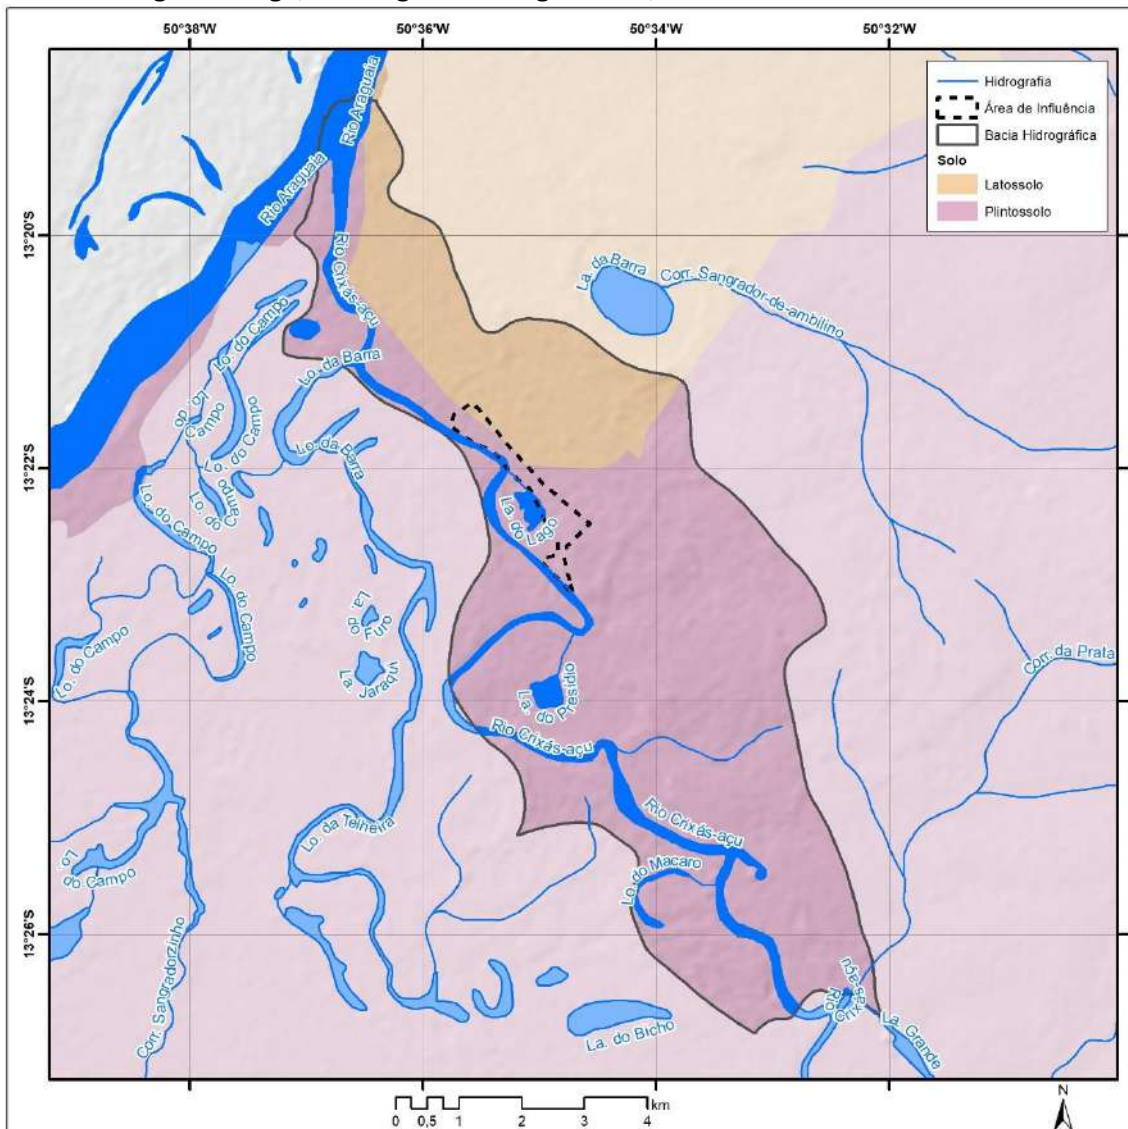 50°38'W
50°36'W
50°34'W
50°32'W
Hidrografia
Área de Influência
Bacia Hidrográfica
Solo
Latossolo
Plintossolo
Rio Araguaia
Rio Araguaia
13°20'S
Rio Crixás-açu
La. da Barra
Corr. Sangrador-de-ambilino
Lo. do Campo
Lo. da Barra
Lo. do Campo
Lo. do Campo
Lo. da Barra
13°22'S
Lo. do Campo
Lo. do Campo
La. do Lago
Lo. do Campo
La. do Furo
Lo. do Campo
La. Jaraqui
Corr. da Prata
13°24'S
La. do Presídio
Rio Crixás-açu
Rio Crixás-açu
Lo. da Telheira
Lo. do Campo
Lo. do Macaro
13°26'S
Corr. Sangradorzinho
Rio Crixás-açu
La. Grande
La. do Bicho
km
0
0,5
1
2
3
4
N